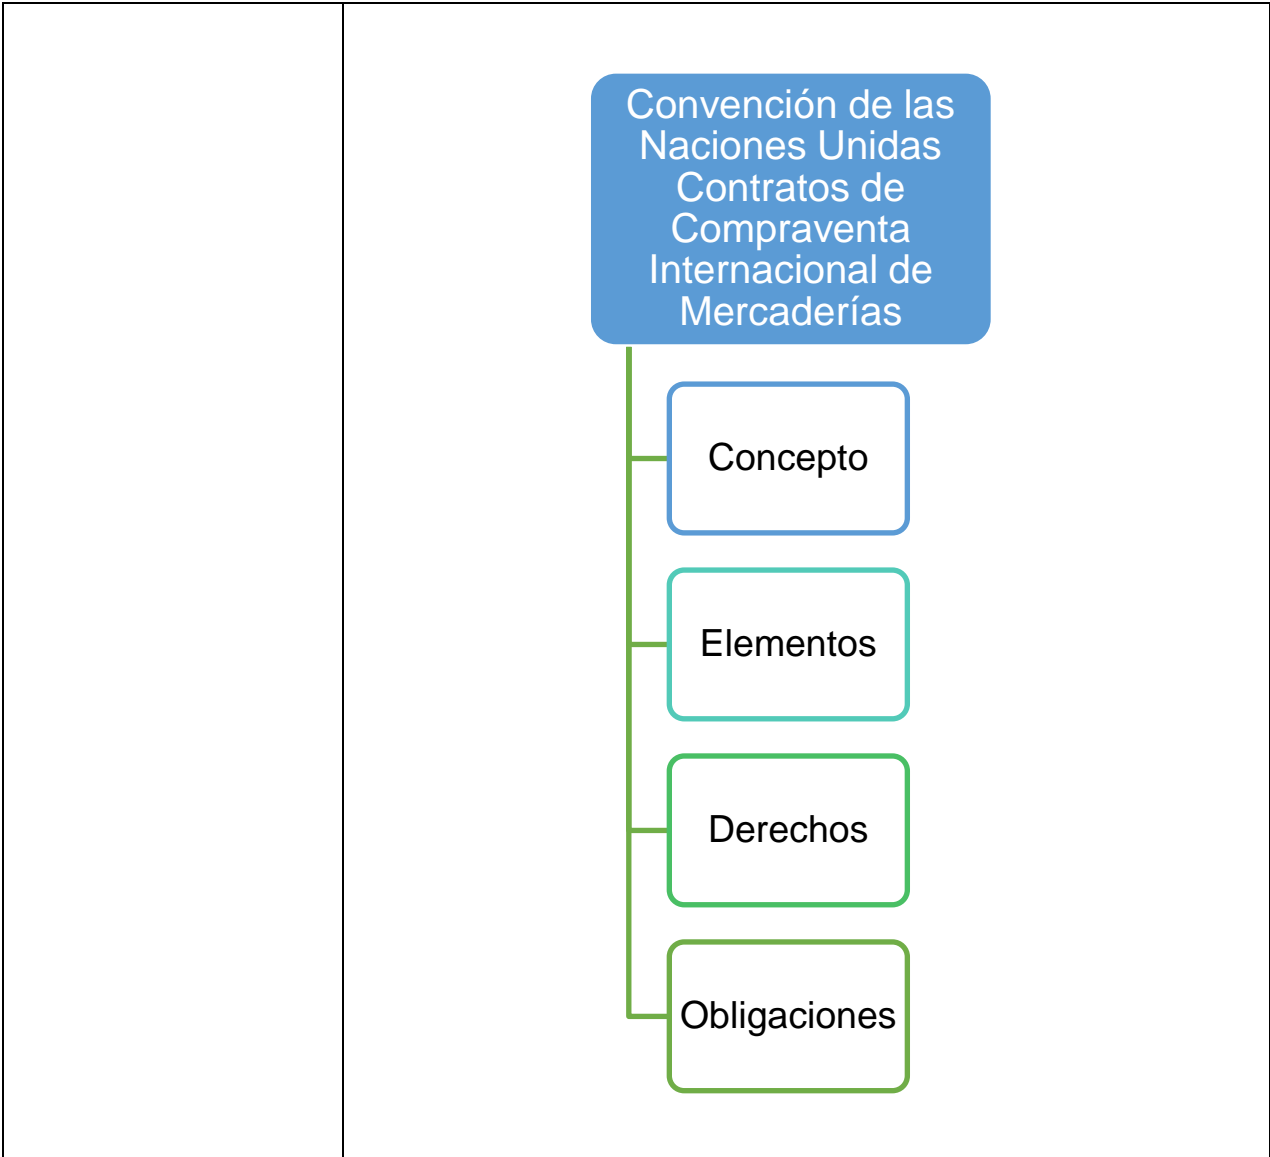 Convención de las
Naciones Unidas
Contratos de
Compraventa
Internacional de
Mercaderías
Concepto
Elementos
Derechos
Obligaciones